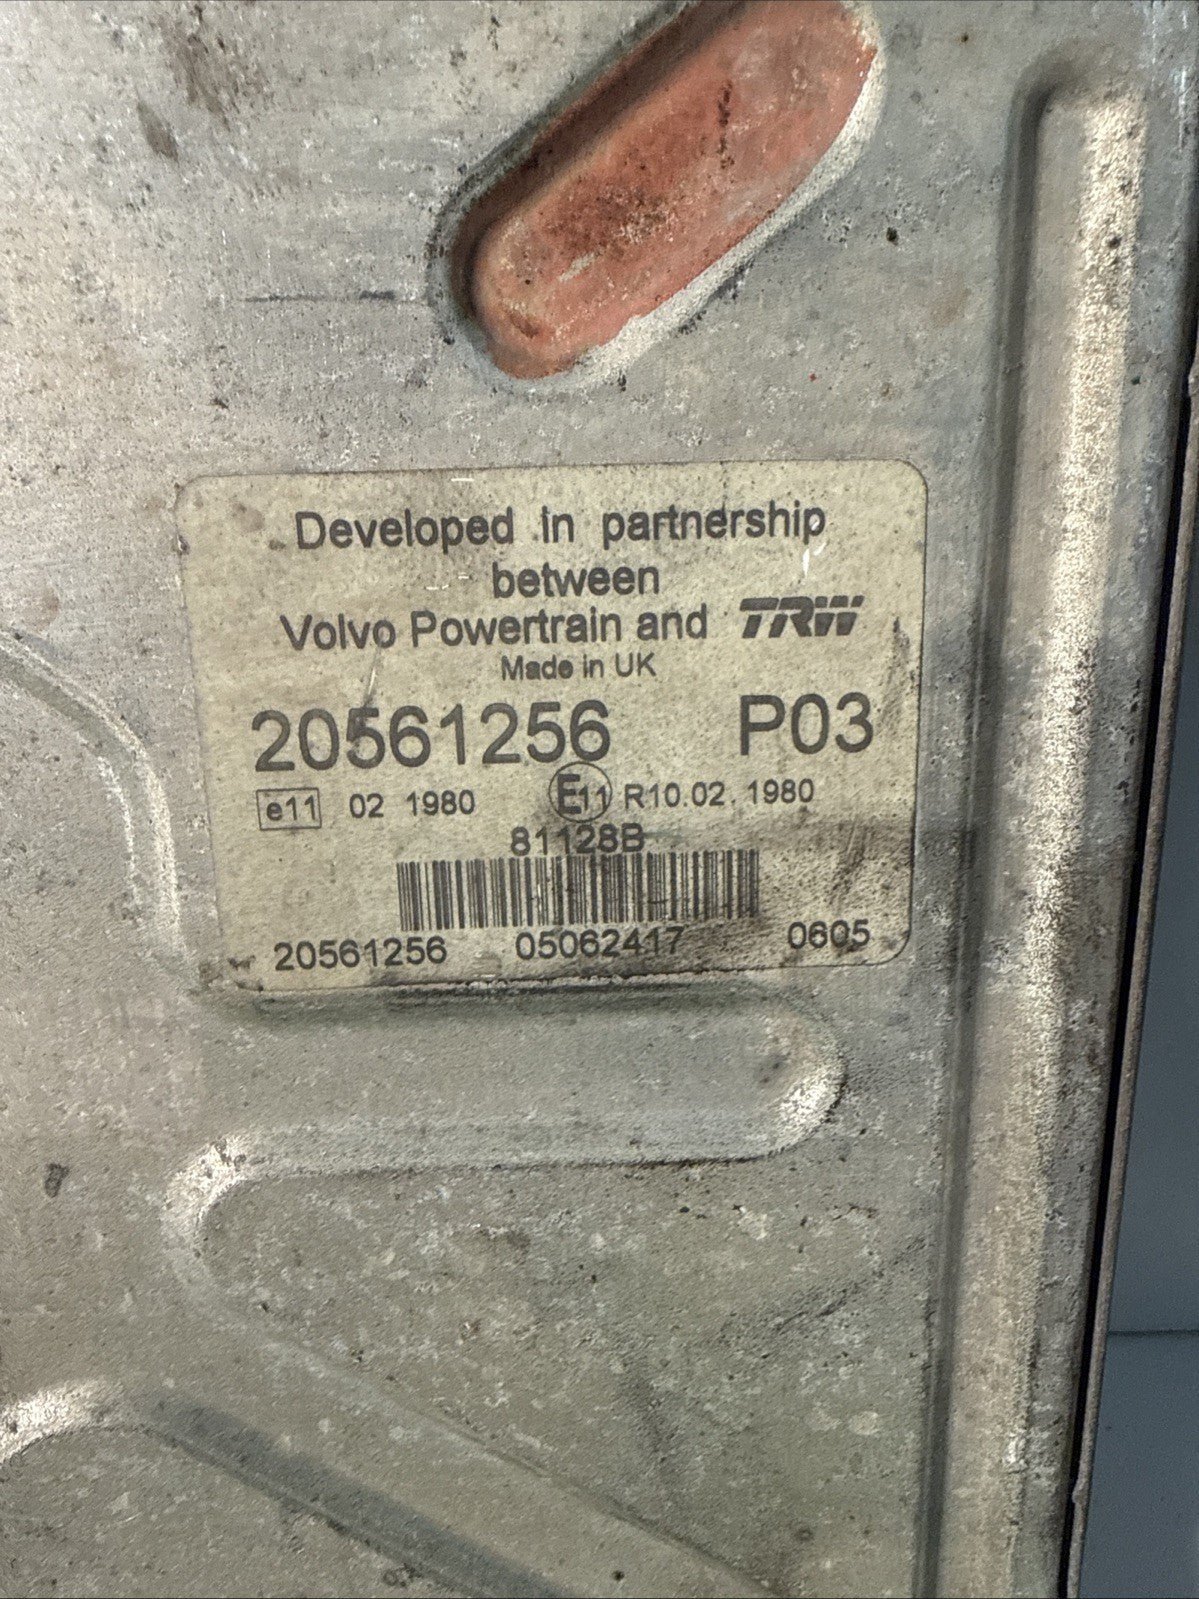 Developed in partnership
between
Volvo Powertrain and TRW
Made in UK
20561256 P03
e11 02 1980 E11 R10.02.1980
81128B
20561256 05062417 0605